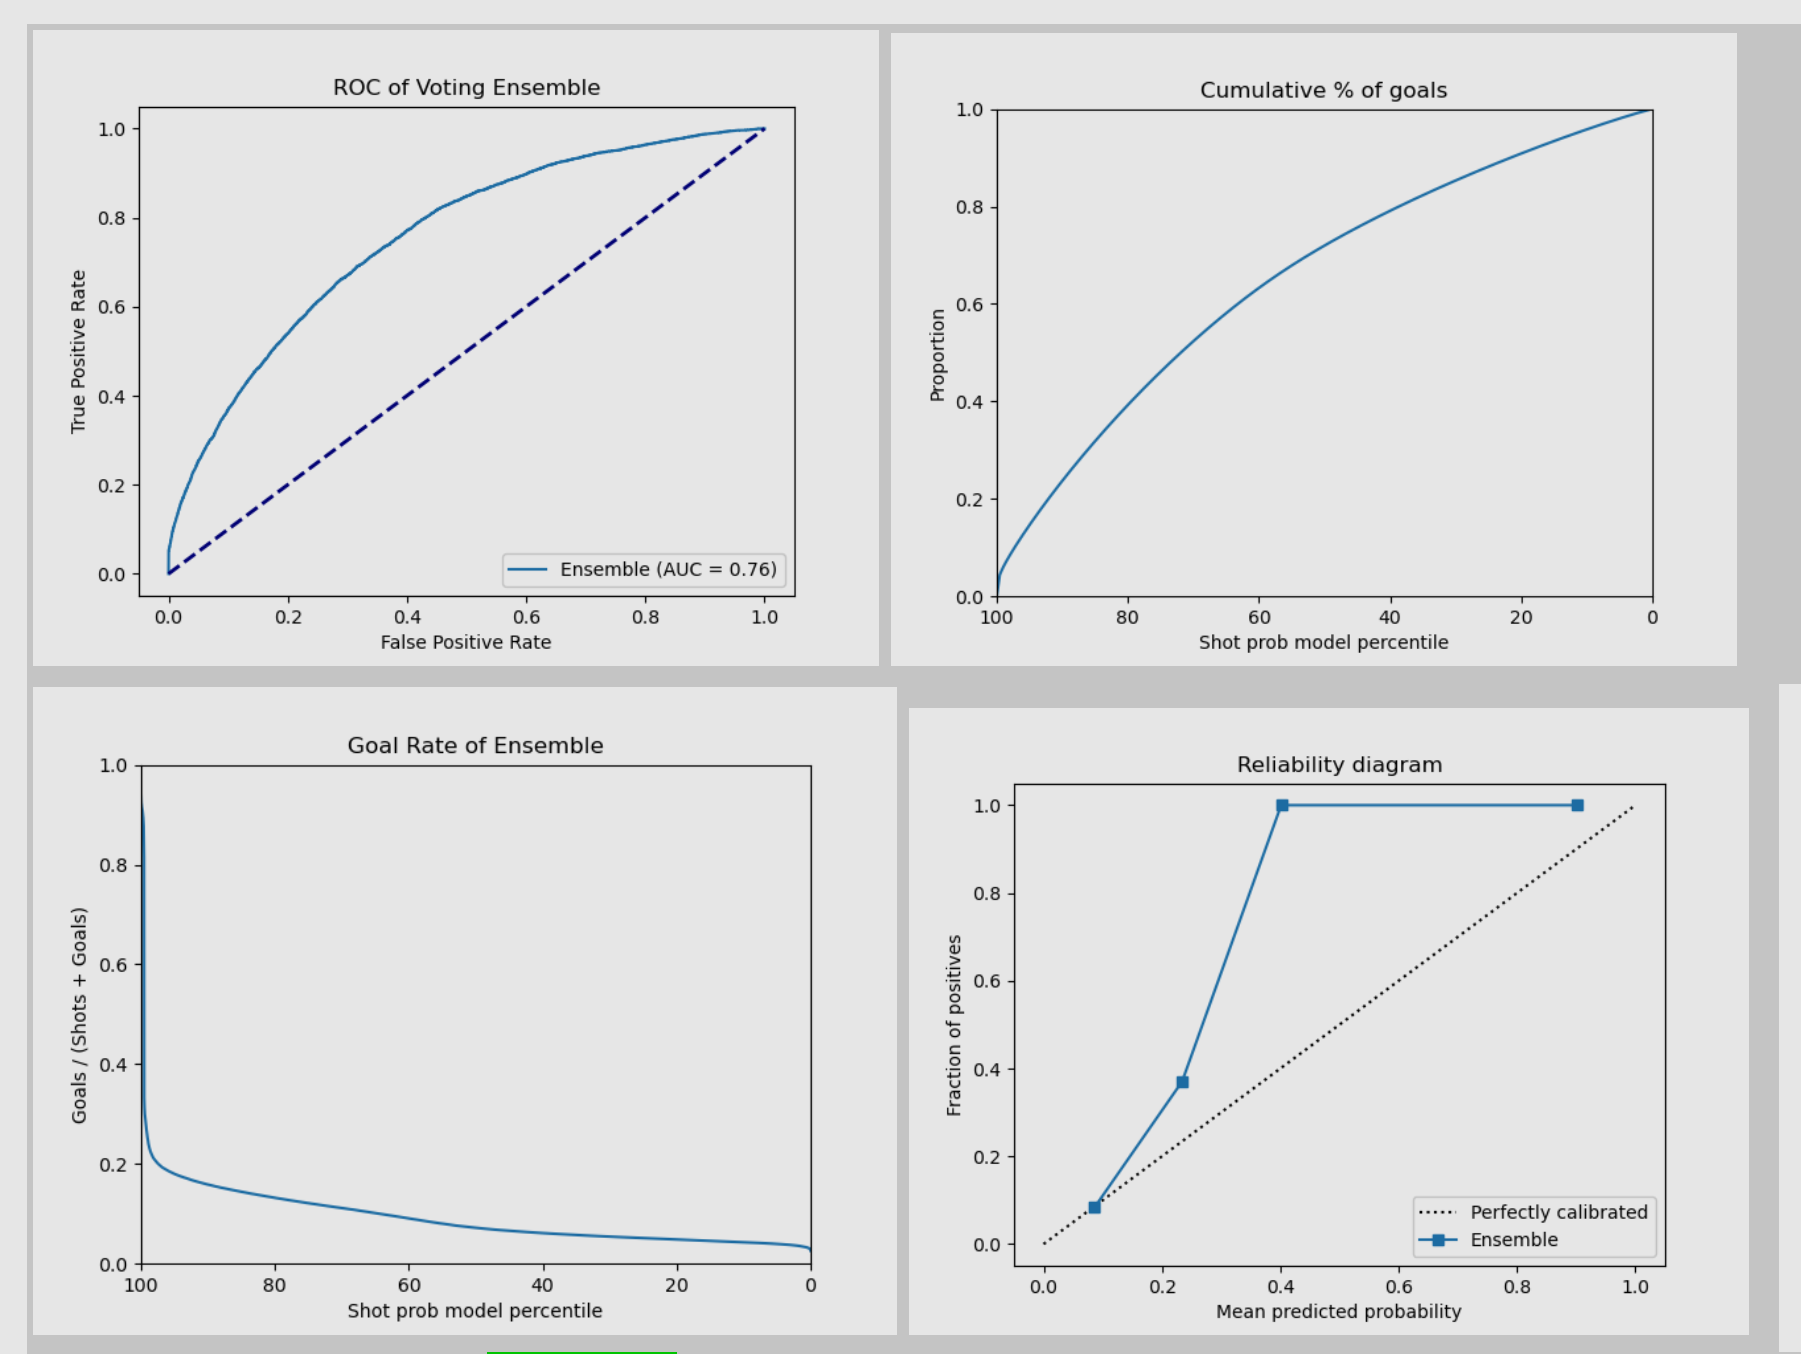 ROC of Voting Ensemble
1.0
0.8
0.6
0.4
0.2
0.0
True Positive Rate
0.0 0.2 0.4 0.6 0.8 1.0
False Positive Rate
Ensemble (AUC = 0.76)
Cumulative % of goals
1.0
0.8
0.6
0.4
0.2
0.0
Proportion
100 80 60 40 20 0
Shot prob model percentile
Goal Rate of Ensemble
1.0
0.8
0.6
0.4
0.2
0.0
Goals / (Shots + Goals)
100 80 60 40 20 0
Shot prob model percentile
Reliability diagram
1.0
0.8
0.6
0.4
0.2
0.0
Fraction of positives
Perfectly calibrated
Ensemble
0.0 0.2 0.4 0.6 0.8 1.0
Mean predicted probability